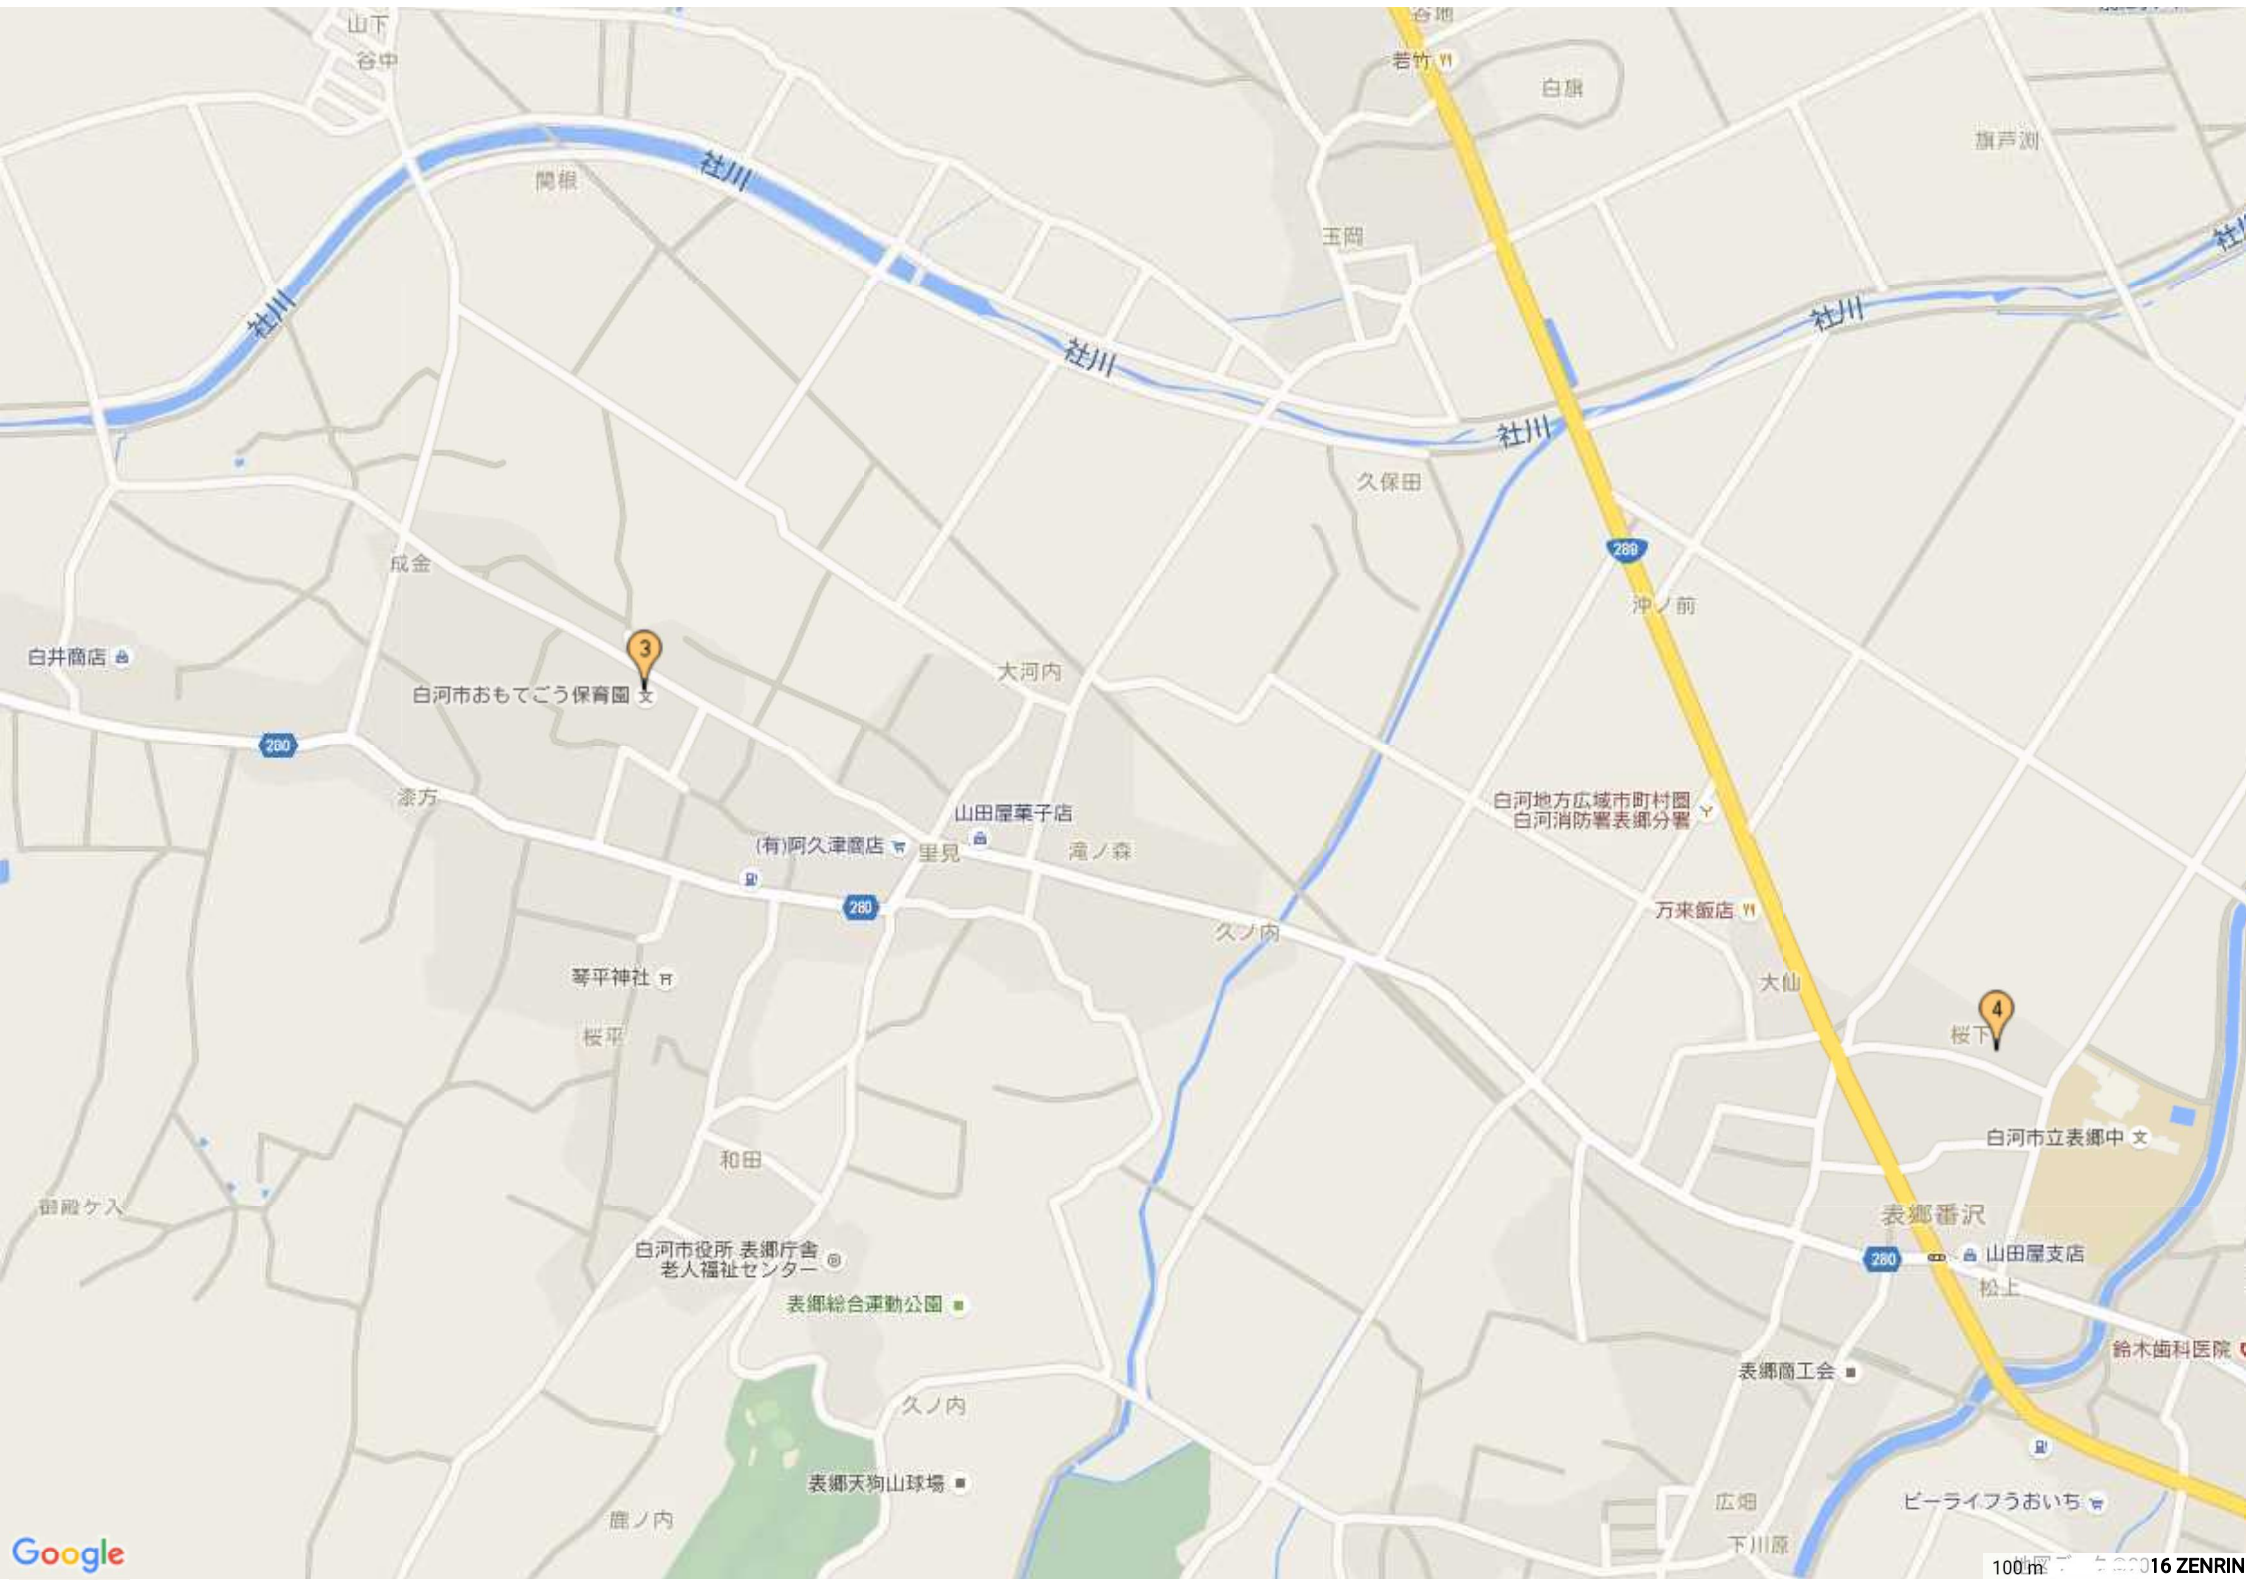 山下
谷地
谷中
若竹
白旗
旗芦渕
社川
関根
玉岡
社川
社川
社川
社川
社川
久保田
289
成金
沖ノ前
白井商店
3
大河内
白河市おもてごう保育園
文
280
漆方
山田屋菓子店
白河地方広域市町村圏
白河消防署表郷分署
(有)阿久津商店
里見
滝ノ森
280
久ノ内
万来飯店
琴平神社
大仙
4
桜平
桜下
白河市立表郷中
文
和田
御殿ケ入
表郷番沢
白河市役所 表郷庁舎
老人福祉センター
280
山田屋支店
松上
表郷総合運動公園
鈴木歯科医院
表郷商工会
久ノ内
表郷天狗山球場
広畑
ビーライフうおいち
鹿ノ内
下川原
Google
100 m
16 ZENRIN